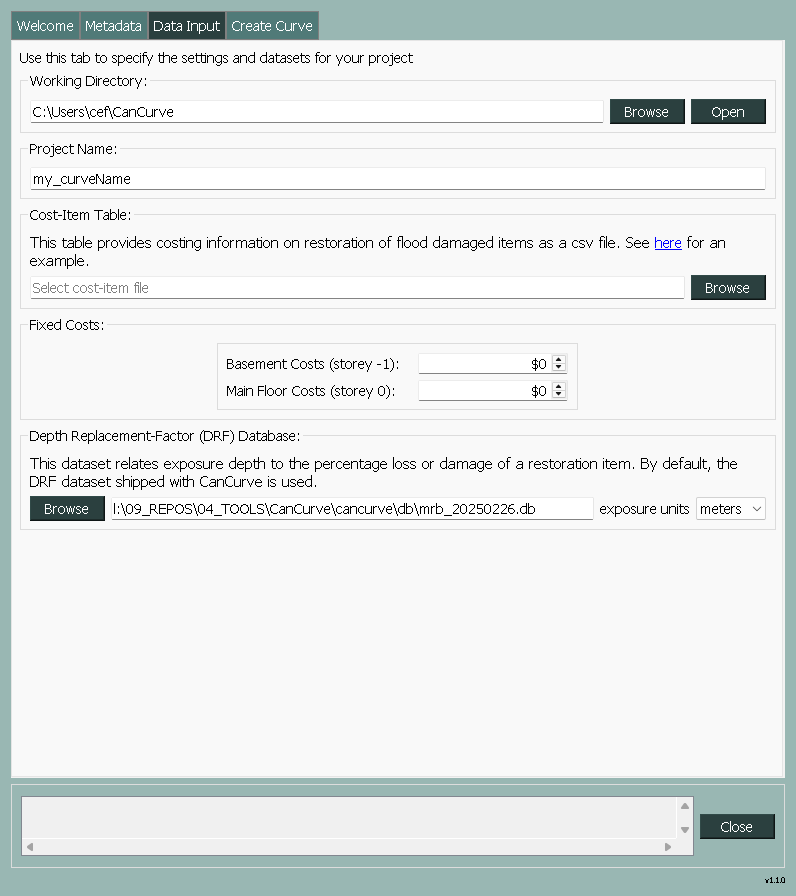 Welcome Metadata Data Input Create Curve
Use this tab to specify the settings and datasets for your project
Working Directory:
C:\Users\cef\CanCurve Browse Open
Project Name:
my_curveName
Cost-Item Table:
This table provides costing information on restoration of flood damaged items as a csv file. See here for an
example.
Select cost-item file Browse
Fixed Costs:
Basement Costs (storey -1): $0
Main Floor Costs (storey 0): $0
Depth Replacement-Factor (DRF) Database:
This dataset relates exposure depth to the percentage loss or damage of a restoration item. By default, the
DRF dataset shipped with CanCurve is used.
Browse l:\09_REPOS\04_TOOLS\CanCurve\cancurve\db\mrb_20250226.db exposure units meters
Close
v1.1.0